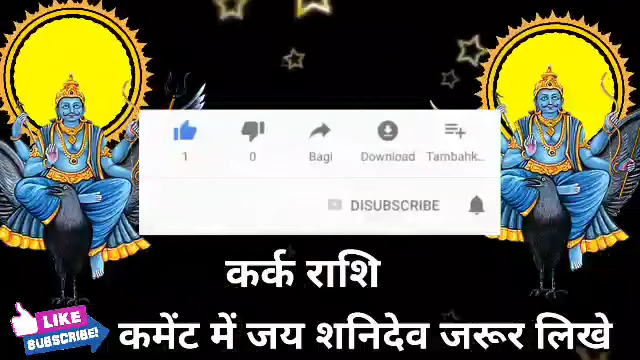 1 0 Bagi Download Tambahk...
DISUBSCRIBE
कर्क राशि
LIKE
SUBSCRIBE!
कमेंट में जय शनिदेव जरूर लिखे